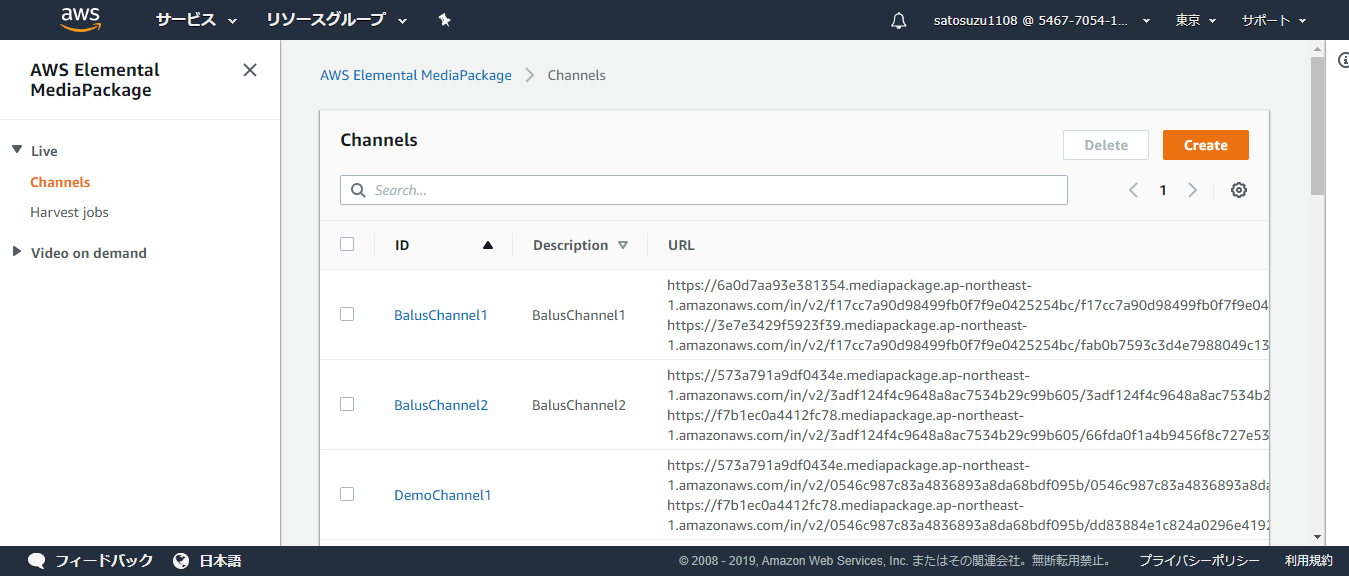 aws
サービス
リソースグループ
satosuzu1108 @ 5467-7054-1...
東京
サポート
AWS Elemental
MediaPackage
Live
Channels
Harvest jobs
Video on demand
AWS Elemental MediaPackage
Channels
Channels
Delete
Create
Search...
1
ID
Description
URL
BalusChannel1
BalusChannel1
https://6a0d7aa93e381354.mediapackage.ap-northeast-
1.amazonaws.com/in/v2/f17cc7a90d98499fb0f7f9e0425254bc/f17cc7a90d98499fb0f7f9e04
https://3e7e3429f5923f39.mediapackage.ap-northeast-
1.amazonaws.com/in/v2/f17cc7a90d98499fb0f7f9e0425254bc/fab0b7593c3d4e7988049c13
BalusChannel2
BalusChannel2
https://573a791a9df0434e.mediapackage.ap-northeast-
1.amazonaws.com/in/v2/3adf124f4c9648a8ac7534b29c99b605/3adf124f4c9648a8ac7534b2
https://f7b1ec0a4412fc78.mediapackage.ap-northeast-
1.amazonaws.com/in/v2/3adf124f4c9648a8ac7534b29c99b605/66fda0f1a4b9456f8c727e53
DemoChannel1
https://573a791a9df0434e.mediapackage.ap-northeast-
1.amazonaws.com/in/v2/0546c987c83a4836893a8da68bdf095b/0546c987c83a4836893a8da
https://f7b1ec0a4412fc78.mediapackage.ap-northeast-
1.amazonaws.com/in/v2/0546c987c83a4836893a8da68bdf095b/dd83884e1c824a0296e4192
フィードバック
日本語
© 2008 - 2019, Amazon Web Services, Inc. またはその関連会社。無断転用禁止。
プライバシーポリシー
利用規約